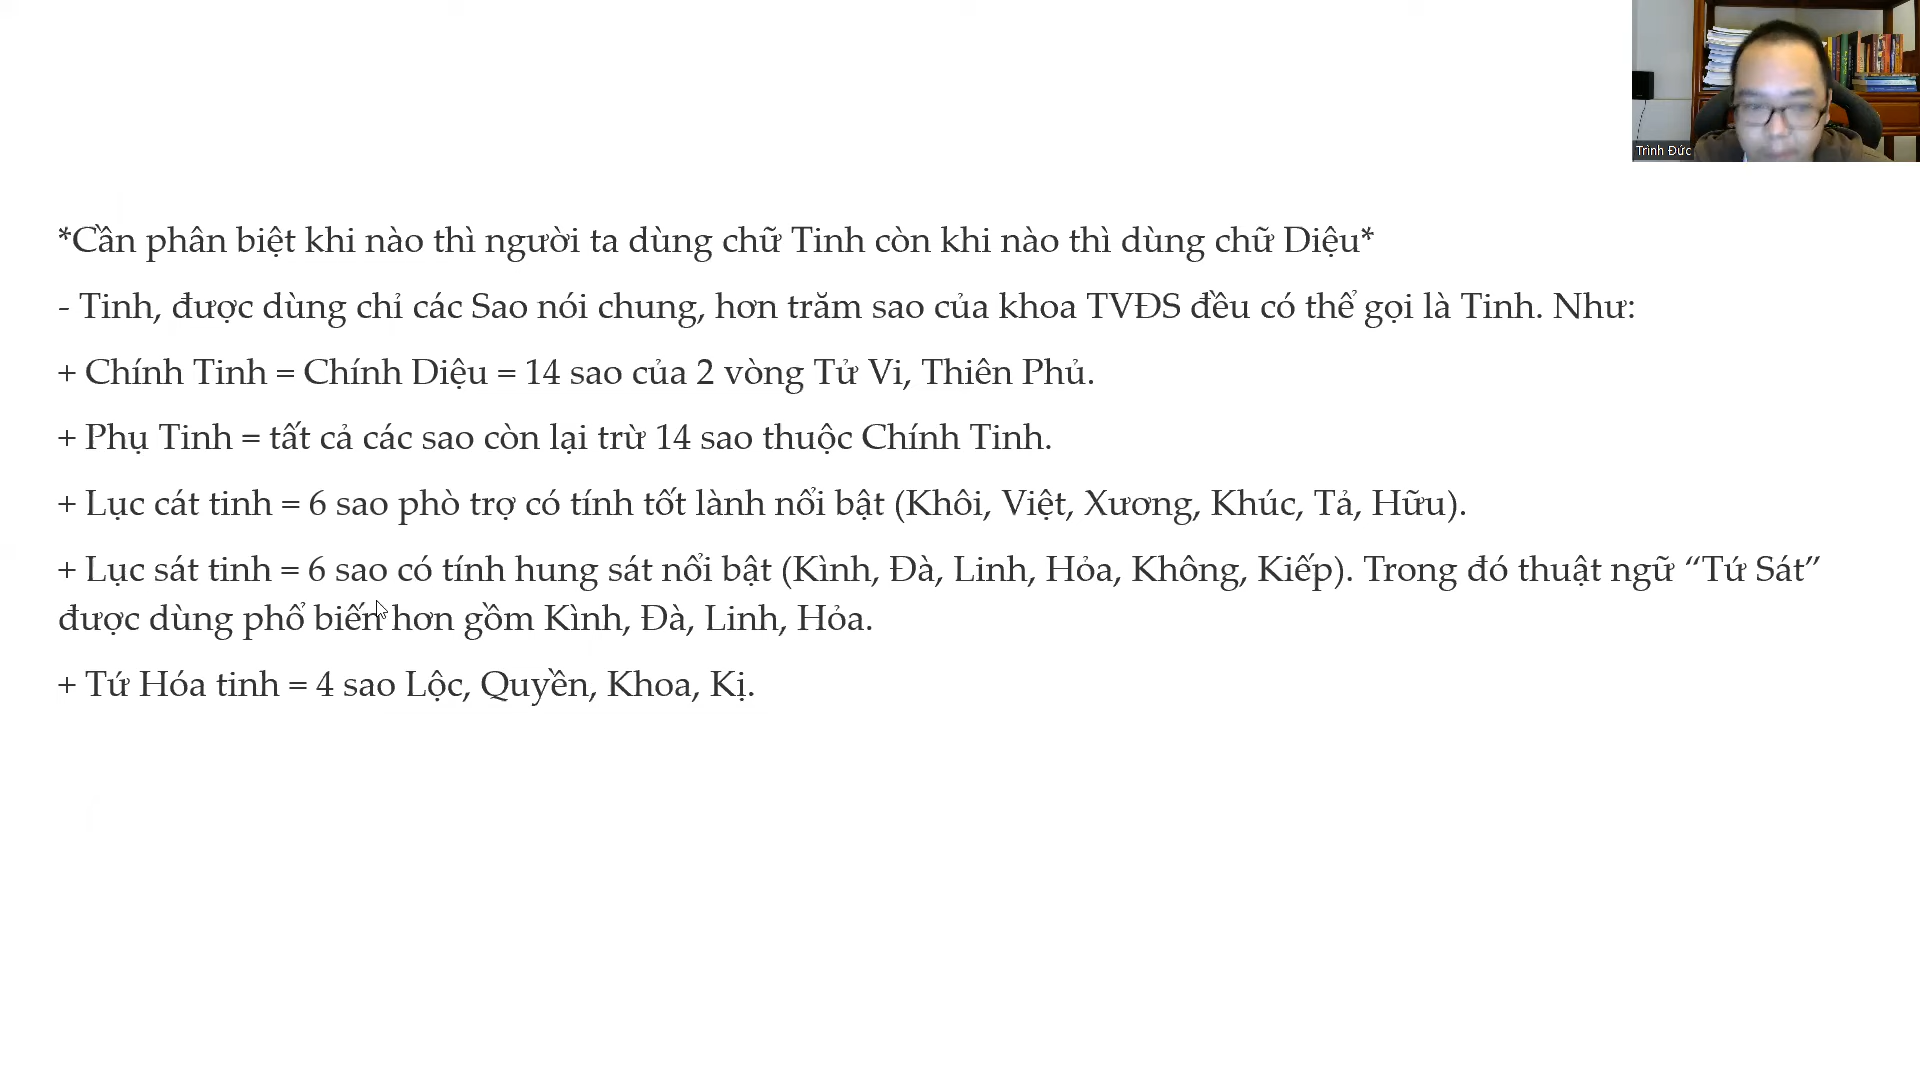 Trình Đức
*Cần phân biệt khi nào thì người ta dùng chữ Tinh còn khi nào thì dùng chữ Diệu*
- Tinh, được dùng chỉ các Sao nói chung, hơn trăm sao của khoa TVĐS đều có thể gọi là Tinh. Như:
+ Chính Tinh = Chính Diệu = 14 sao của 2 vòng Tử Vi, Thiên Phủ.
+ Phụ Tinh = tất cả các sao còn lại trừ 14 sao thuộc Chính Tinh.
+ Lục cát tinh = 6 sao phò trợ có tính tốt lành nổi bật (Khôi, Việt, Xương, Khúc, Tả, Hữu).
+ Lục sát tinh = 6 sao có tính hung sát nổi bật (Kình, Đà, Linh, Hỏa, Không, Kiếp). Trong đó thuật ngữ “Tứ Sát”
được dùng phổ biến hơn gồm Kình, Đà, Linh, Hỏa.
+ Tứ Hóa tinh = 4 sao Lộc, Quyền, Khoa, Kị.